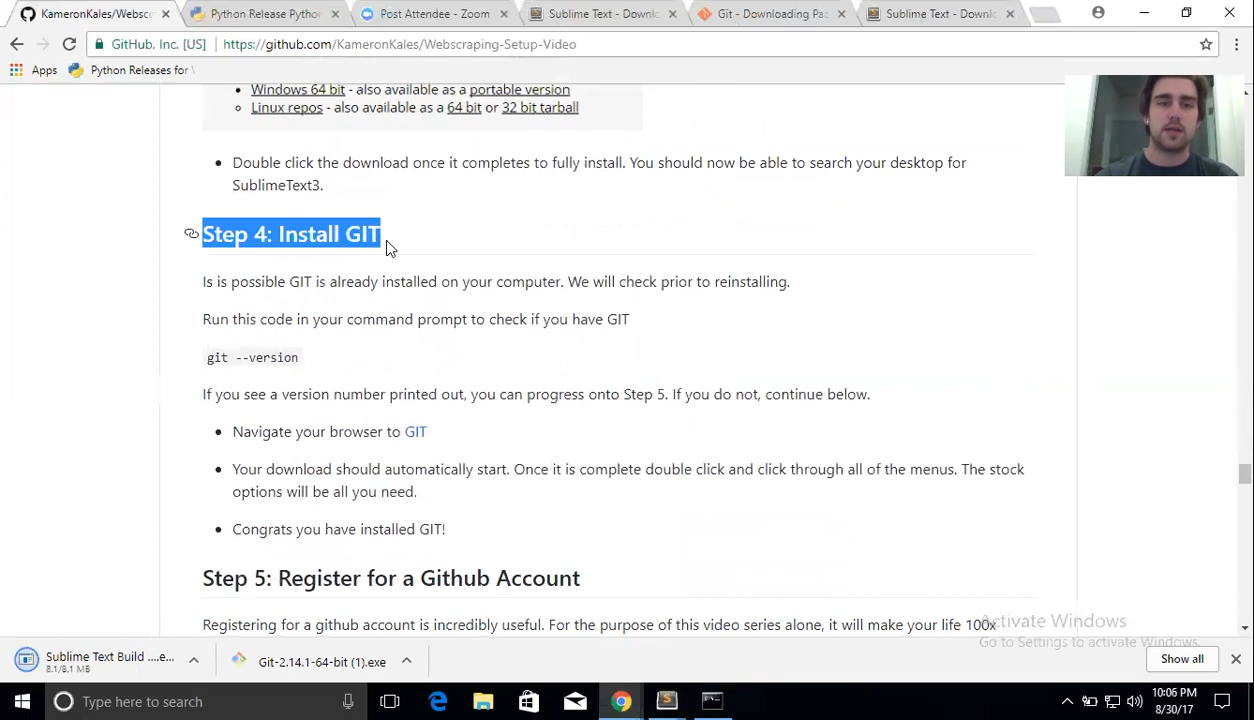 KameronKales/Websc
Python Release Pytho
Post Attendee - Zoom
Sublime Text - Downlo
Git - Downloading Pac
Sublime Text - Downlo
GitHub, Inc. [US]
https://github.com/KameronKales/Webscraping-Setup-Video
Apps
Python Releases for \
Windows 64 bit - also available as a portable version
Linux repos - also available as a 64 bit or 32 bit tarball
Double click the download once it completes to fully install. You should now be able to search your desktop for
SublimeText3.
Step 4: Install GIT
Is is possible GIT is already installed on your computer. We will check prior to reinstalling.
Run this code in your command prompt to check if you have GIT
git --version
If you see a version number printed out, you can progress onto Step 5. If you do not, continue below.
Navigate your browser to GIT
Your download should automatically start. Once it is complete double click and click through all of the menus. The stock
options will be all you need.
Congrats you have installed GIT!
Step 5: Register for a Github Account
Registering for a github account is incredibly useful. For the purpose of this video series alone, it will make your life 100x
Activate Windows
Go to Settings to activate Windows.
Sublime Text Build ....e...
8.1/8.1 MB
Git-2.14.1-64-bit (1).exe
Show all
Type here to search
10:06 PM
8/30/17